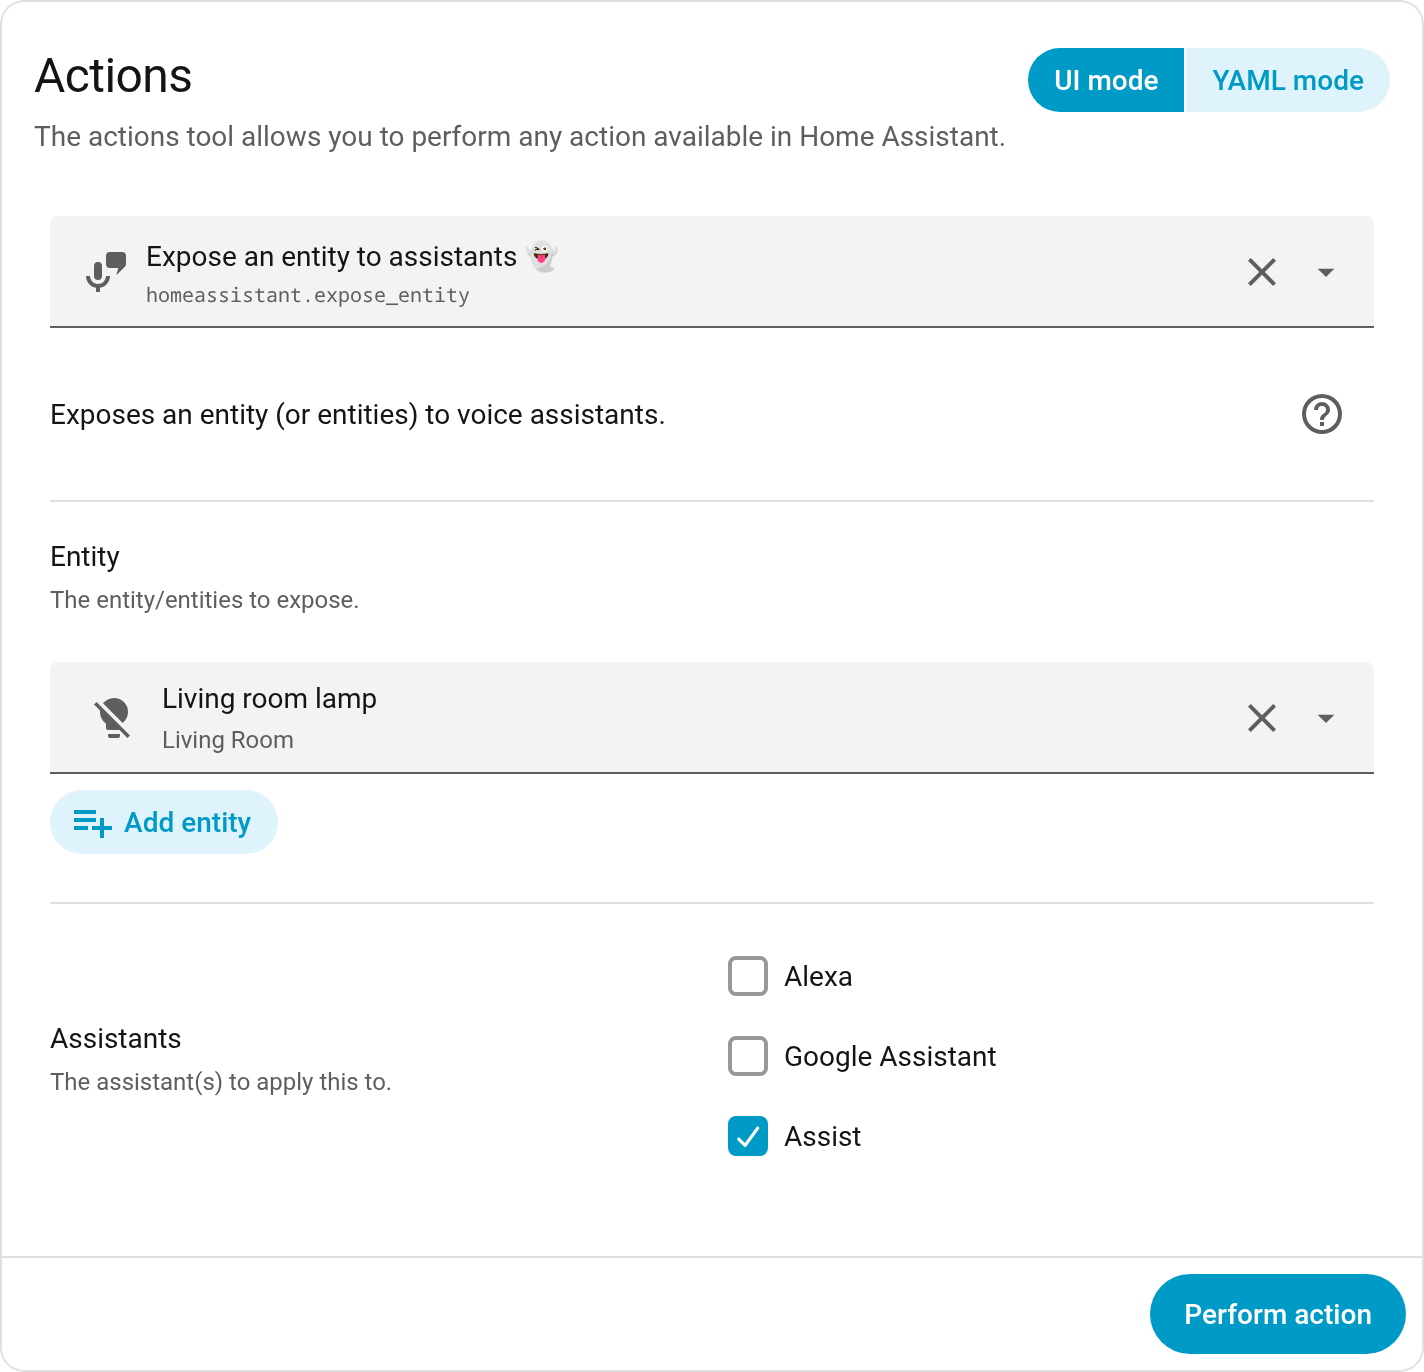 Actions
UI mode
YAML mode
The actions tool allows you to perform any action available in Home Assistant.
Expose an entity to assistants 👻
homeassistant.expose_entity
Exposes an entity (or entities) to voice assistants.
Entity
The entity/entities to expose.
Living room lamp
Living Room
Add entity
Assistants
The assistant(s) to apply this to.
Alexa
Google Assistant
Assist
Perform action